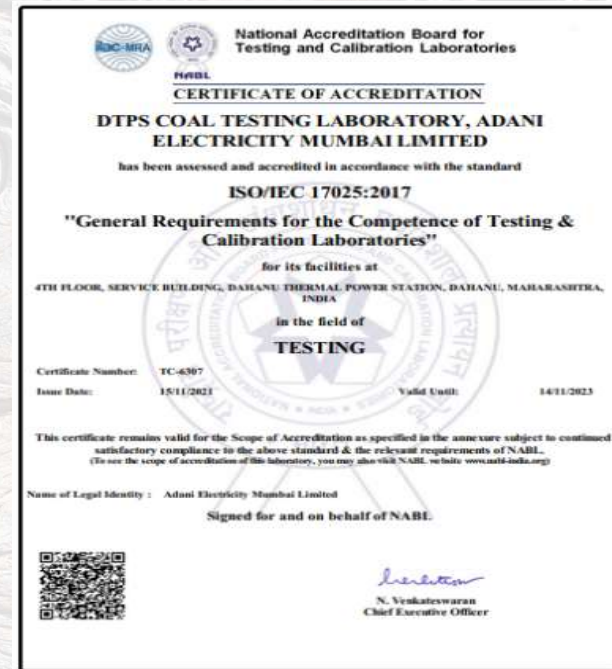 National Accreditation Board for
Testing and Calibration Laboratories
ilac-MRA
NABL
CERTIFICATE OF ACCREDITATION
DTPS COAL TESTING LABORATORY, ADANI
ELECTRICITY MUMBAI LIMITED
has been assessed and accredited in accordance with the standard
ISO/IEC 17025:2017
"General Requirements for the Competence of Testing &
Calibration Laboratories"
for its facilities at
4TH FLOOR, SERVICE BUILDING, DAHANU THERMAL POWER STATION, DAHANU, MAHARASHTRA,
INDIA
in the field of
TESTING
Certificate Number: TC-6307
Issue Date: 15/11/2021 Valid Until: 14/11/2023
This certificate remains valid for the Scope of Accreditation as specified in the annexure subject to continued
satisfactory compliance to the above standard & the relevant requirements of NABL.
(To see the scope of accreditation of this laboratory, you may also visit NABL website www.nabl-india.org)
Name of Legal Identity : Adani Electricity Mumbai Limited
Signed for and on behalf of NABL
N. Venkateswaran
Chief Executive Officer